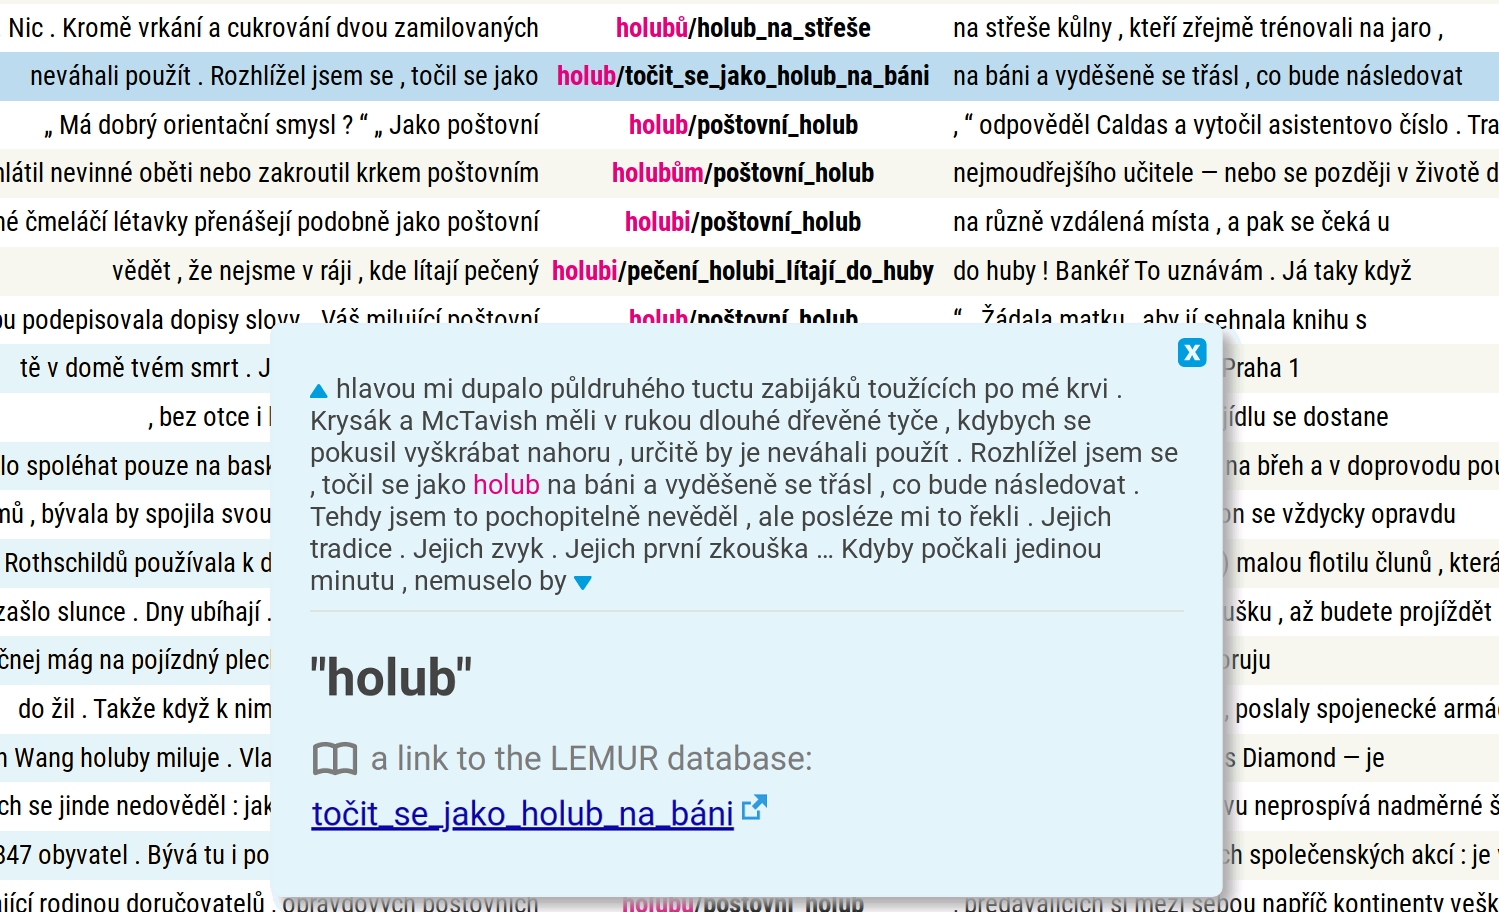 Nic . Kromě vrkání a cukrování dvou zamilovaných holubů/holub_na_střeše na střeše kůlny , kteří zřejmě trénovali na jaro ,
neváhali použít . Rozhlížel jsem se , točil se jako holub/točit_se_jako_holub_na_báni na báni a vyděšeně se třásl , co bude následovat
„ Má dobrý orientační smysl ? “ „ Jako poštovní holub/poštovní_holub , “ odpověděl Caldas a vytočil asistentovo číslo . Tra
nevinné oběti nebo zakroutil krkem poštovním holubům/poštovní_holub nejmoudřejšího učitele — nebo se později v životě d
čmeláčí létavky přenášejí podobně jako poštovní holubi/poštovní_holub na různě vzdálená místa , a pak se čeká u
vědět , že nejsme v ráji , kde lítají pečený holubi/pečení_holubi_lítají_do_huby do huby ! Bankéř To uznávám . Já taky když
podepisovala dopisy slovy „ Váš milující poštovní holub/poštovní_holub “ . Žádala matku , aby jí sehnala knihu s
tě v domě tvém smrt . J Praha 1
, bez otce i jídlu se dostane
lo spoléhat pouze na bask na břeh a v doprovodu pou
mů , bývala by spojila svou on se vždycky opravdu
Rothschildů používala k d ) malou flotilu člunů , která
zašlo slunce . Dny ubíhají . ušku , až budete projíždět
čnej mág na pojízdný plec oruju
do žil . Takže když k nim , poslaly spojenecké armá
Wang holuby miluje . Vla s Diamond — je
ch se jinde nedověděl : jak vu neprospívá nadměrné š
347 obyvatel . Bývá tu i po ch společenských akcí : je
jící rodinou doručovatelů , opravdových poštovních holubů/poštovní_holub , předávajících si mezi sebou napříč kontinenty
X
hlavou mi dupalo půldruhého tuctu zabijáků toužících po mé krvi .
Krysák a McTavish měli v rukou dlouhé dřevěné tyče , kdybych se
pokusil vyškrábat nahoru , určitě by je neváhali použít . Rozhlížel jsem se
, točil se jako holub na báni a vyděšeně se třásl , co bude následovat .
Tehdy jsem to pochopitelně nevěděl , ale posléze mi to řekli . Jejich
tradice . Jejich zvyk . Jejich první zkouška ... Kdyby počkali jedinou
minutu , nemuselo by
"holub"
a link to the LEMUR database:
točit_se_jako_holub_na_báni